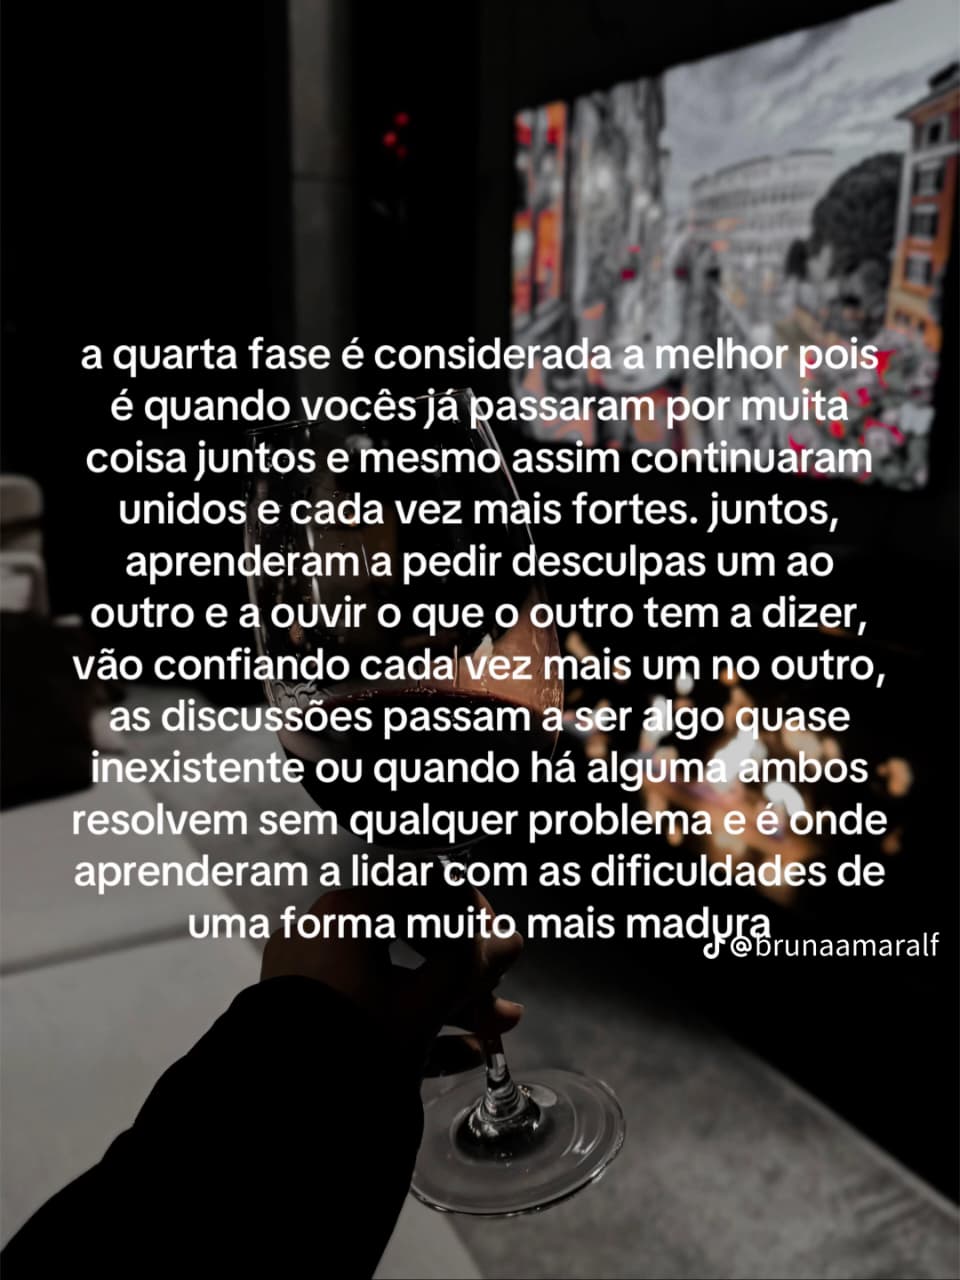 a quarta fase é considerada a melhor pois
é quando vocês já passaram por muita
coisa juntos e mesmo assim continuaram
unidos e cada vez mais fortes. juntos,
aprenderam a pedir desculpas um ao
outro e a ouvir o que o outro tem a dizer,
vão confiando cada vez mais um no outro,
as discussões passam a ser algo quase
inexistente ou quando há alguma ambos
resolvem sem qualquer problema e é onde
aprenderam a lidar com as dificuldades de
uma forma muito mais madura
@brunaamaralf